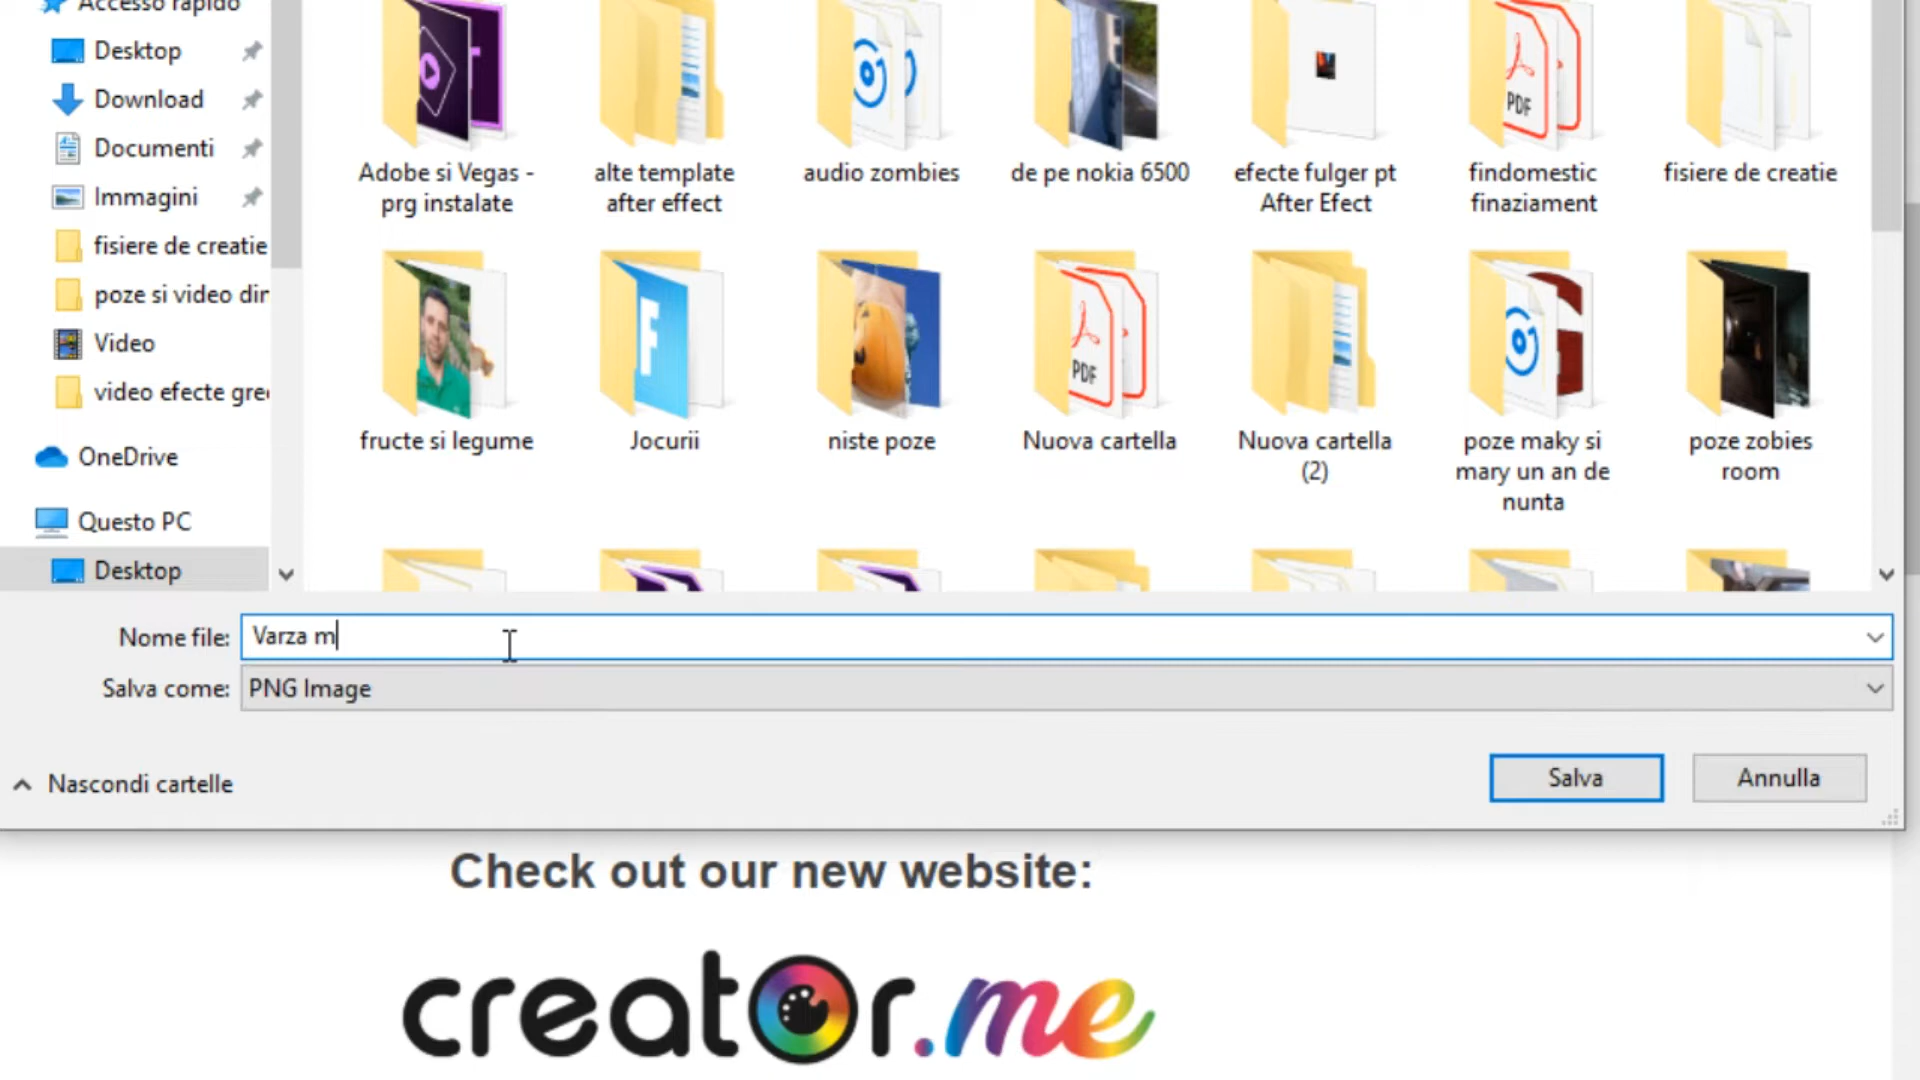 Accesso rapido
Desktop
Download
Documenti
Immagini
fisiere de creatie
poze si video din
Video
video efecte gre
OneDrive
Questo PC
Desktop
Adobe si Vegas -
prg instalate
alte template
after effect
audio zombies
de pe nokia 6500
efecte fulger pt
After Efect
findomestic
finaziament
fisiere de creatie
PDF
fructe si legume
Jocurii
niste poze
Nuova cartella
Nuova cartella
(2)
poze maky si
mary un an de
nunta
poze zobies
room
PDF
F
Nome file: Varza m
Salva come: PNG Image
Nascondi cartelle
Salva
Annulla
Check out our new website:
creator.me